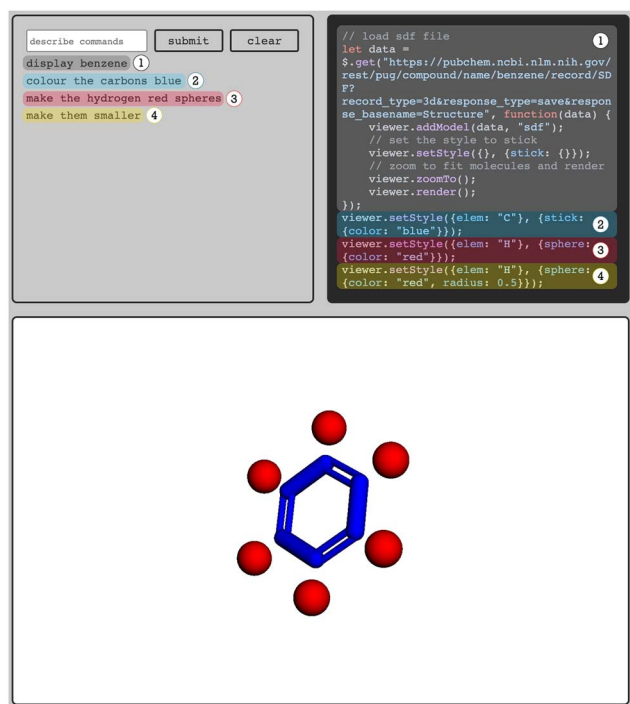 describe commands submit clear
display benzene 1
colour the carbons blue 2
make the hydrogen red spheres 3
make them smaller 4
// load sdf file 1
let data =
$.get("https://pubchem.ncbi.nlm.nih.gov/
rest/pug/compound/name/benzene/record/SD
F?
record_type=3d&response_type=save&respon
se_basename=Structure", function(data) {
    viewer.addModel(data, "sdf");
    // set the style to stick
    viewer.setStyle({}, {stick: {}});
    // zoom to fit molecules and render
    viewer.zoomTo();
    viewer.render();
});
viewer.setStyle({elem: "C"}, {stick: 2
{color: "blue"}});
viewer.setStyle({elem: "H"}, {sphere: 3
{color: "red"}});
viewer.setStyle({elem: "H"}, {sphere: 4
{color: "red", radius: 0.5}});